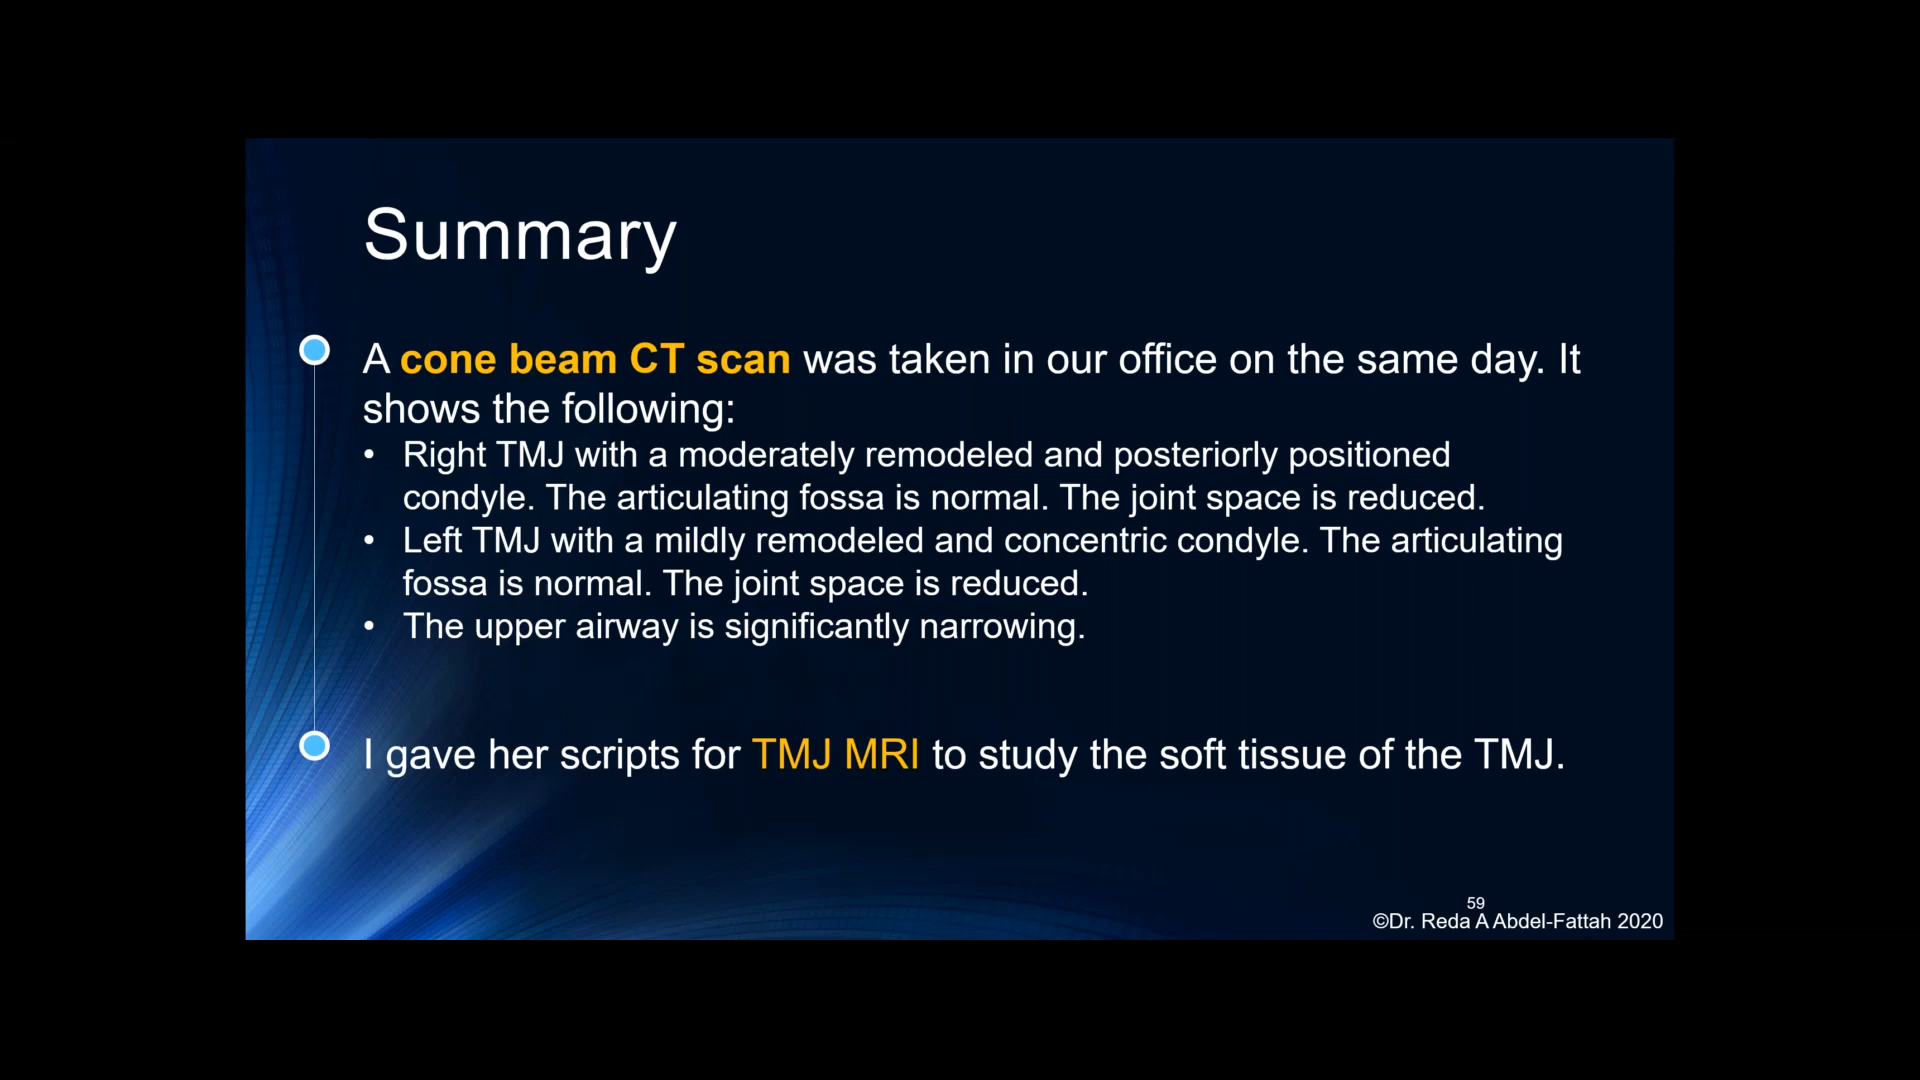 Summary
A cone beam CT scan was taken in our office on the same day. It
shows the following:
• Right TMJ with a moderately remodeled and posteriorly positioned
condyle. The articulating fossa is normal. The joint space is reduced.
• Left TMJ with a mildly remodeled and concentric condyle. The articulating
fossa is normal. The joint space is reduced.
• The upper airway is significantly narrowing.
I gave her scripts for TMJ MRI to study the soft tissue of the TMJ.
59
©Dr. Reda A Abdel-Fattah 2020